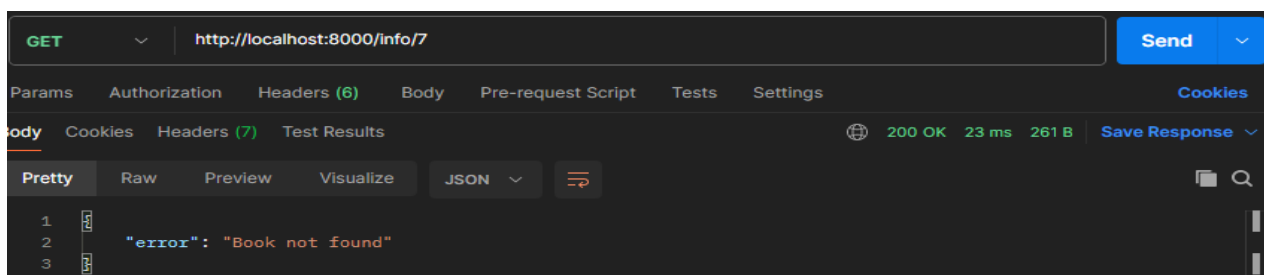 GET http://localhost:8000/info/7 Send
Params Authorization Headers (6) Body Pre-request Script Tests Settings Cookies
Body Cookies Headers (7) Test Results 200 OK 23 ms 261 B Save Response
Pretty Raw Preview Visualize JSON
1 {
2 "error": "Book not found"
3 }